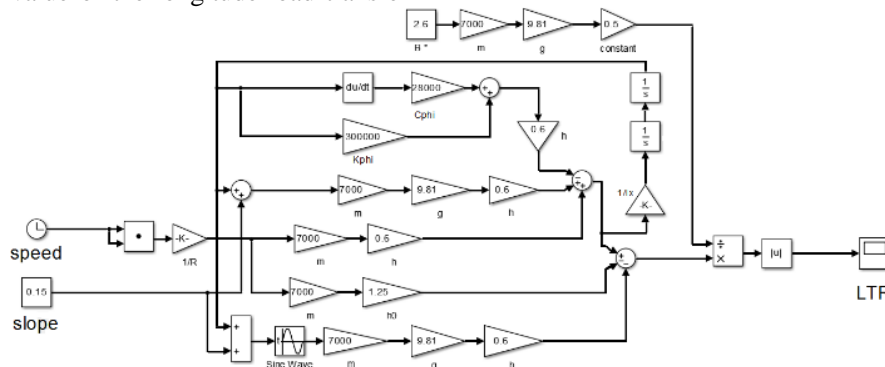 2.6
7000
9.81
0.5
B *
m
g
constant
du/dt
28000
Cphi
300000
Kphi
0.6
h
1
s
1
s
1/Ix
-K-
7000
9.81
0.6
m
g
h
speed
-K-
1/R
7000
0.6
m
h
0.15
slope
7000
1.25
m
h0
Sine Wave
7000
9.81
0.6
m
g
h
÷
×
|u|
LTR